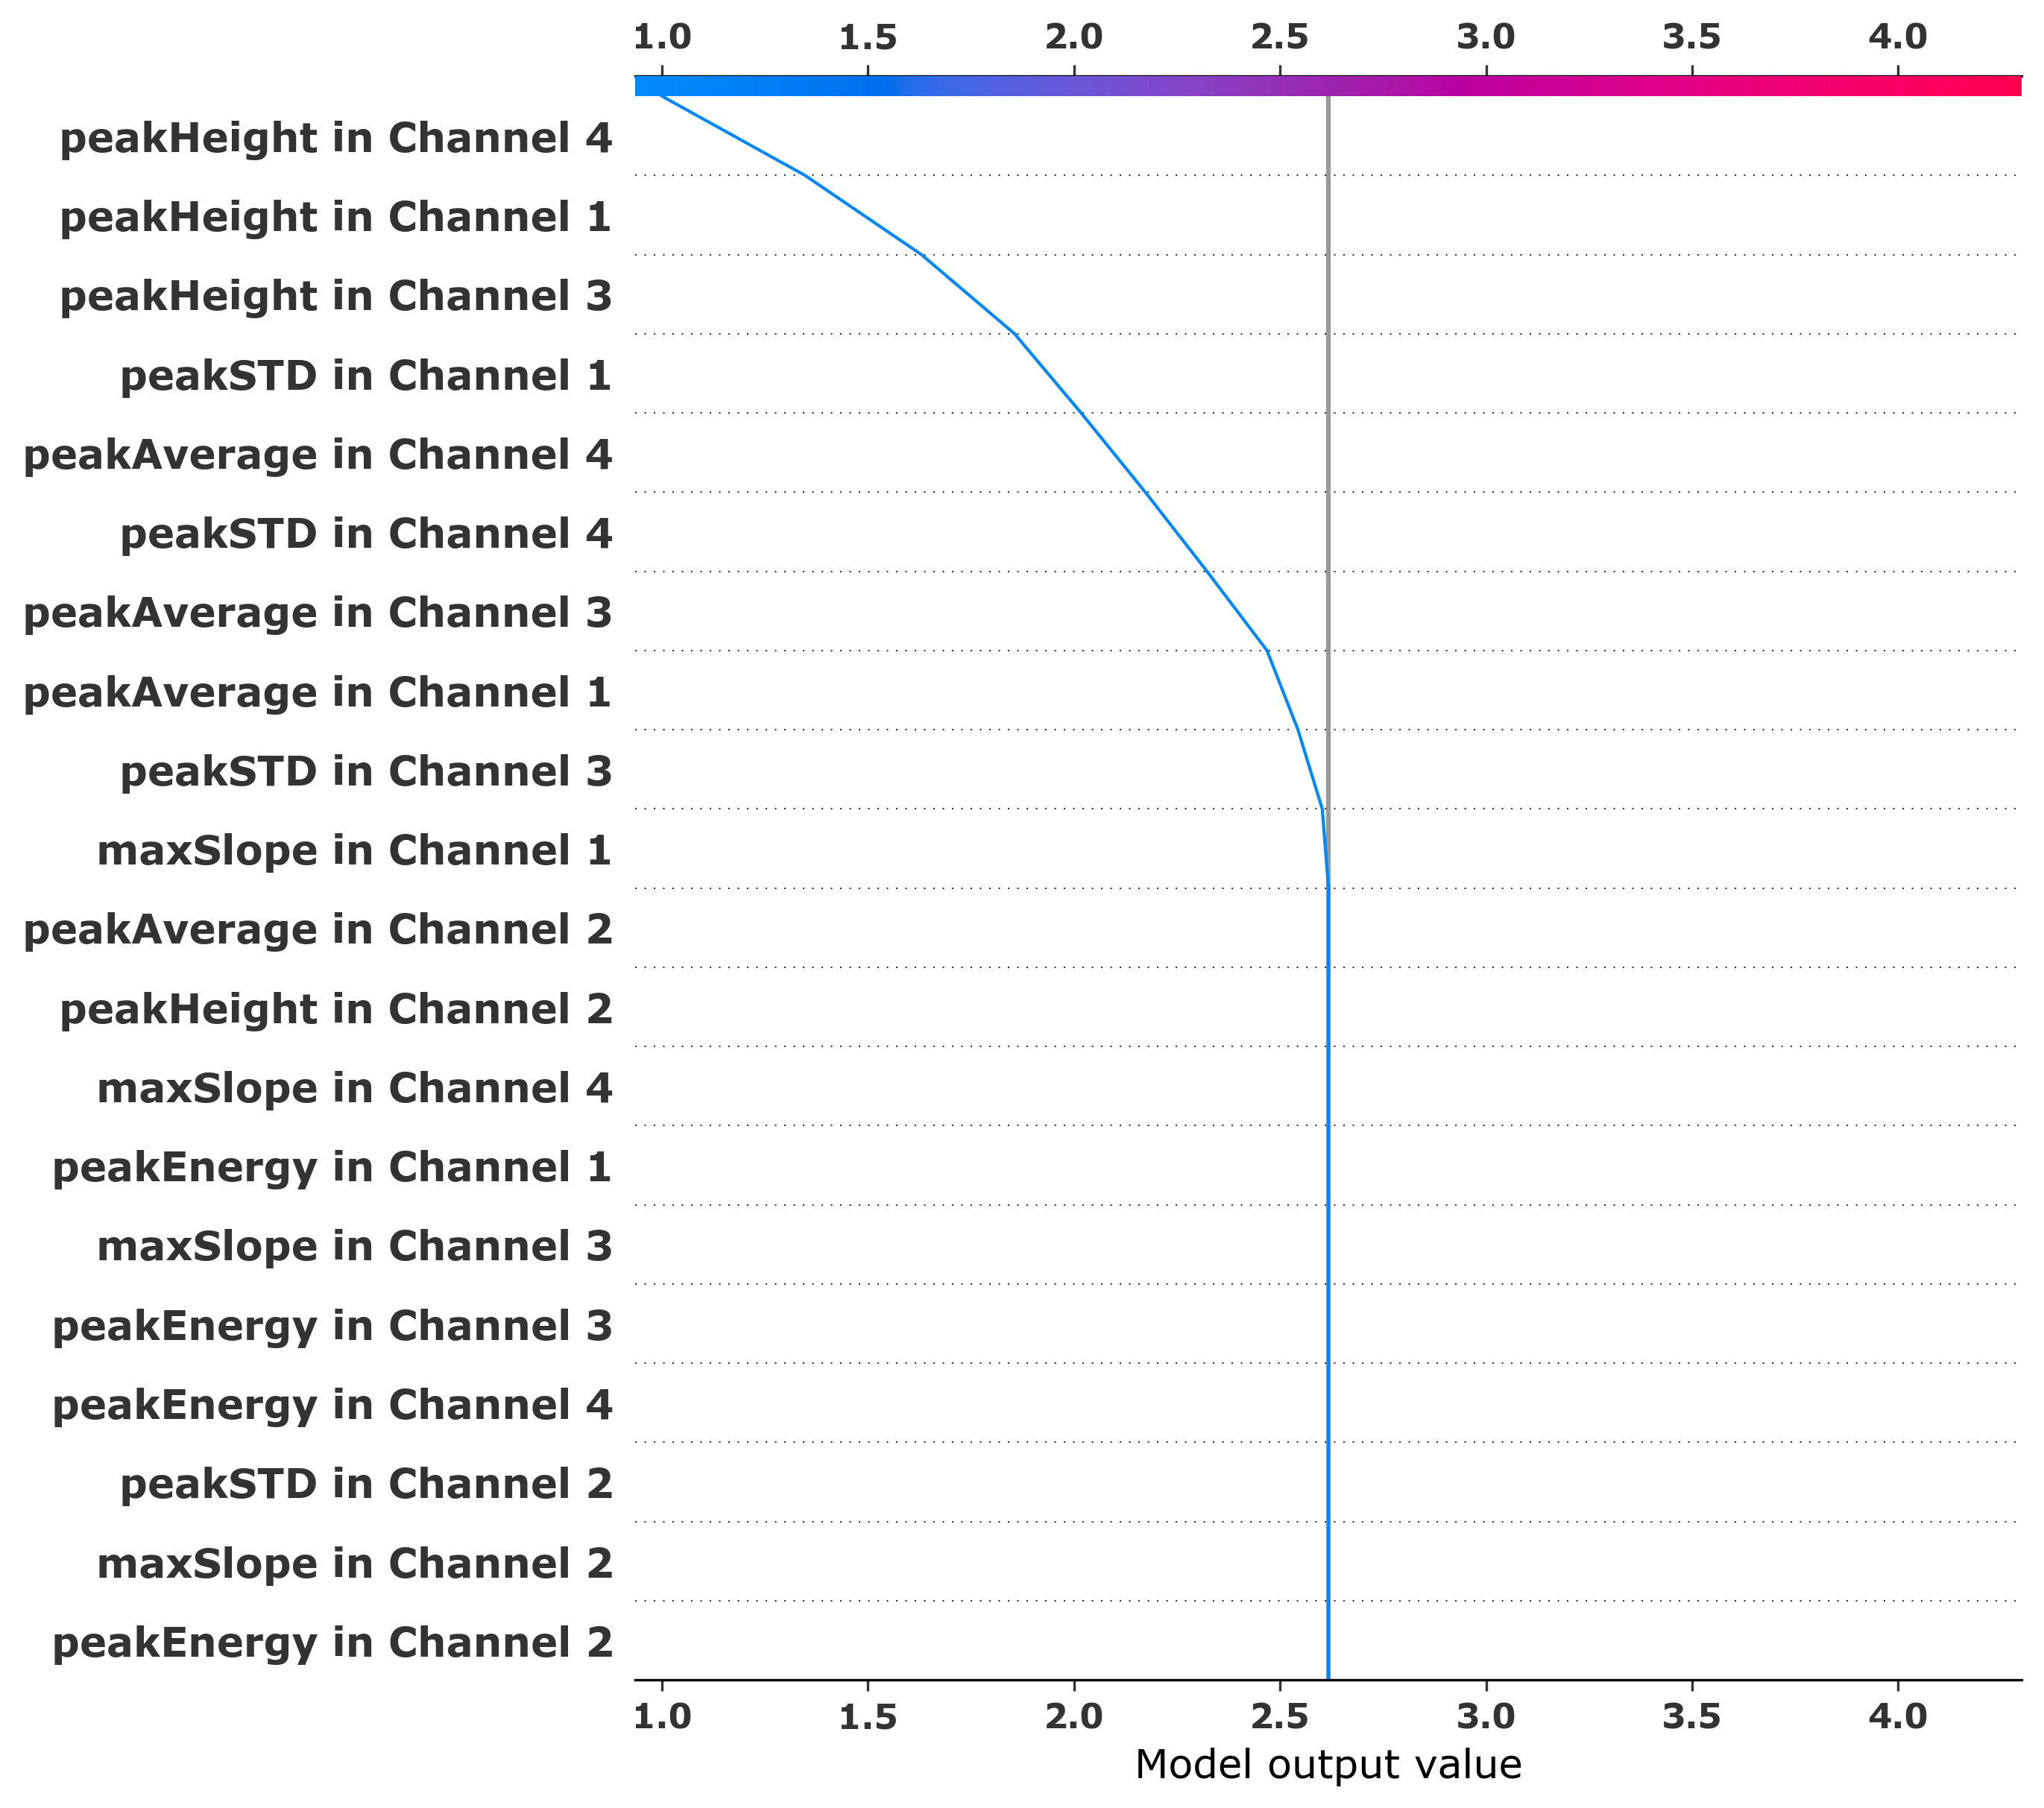 1.0 1.5 2.0 2.5 3.0 3.5 4.0
peakHeight in Channel 4
peakHeight in Channel 1
peakHeight in Channel 3
peakSTD in Channel 1
peakAverage in Channel 4
peakSTD in Channel 4
peakAverage in Channel 3
peakAverage in Channel 1
peakSTD in Channel 3
maxSlope in Channel 1
peakAverage in Channel 2
peakHeight in Channel 2
maxSlope in Channel 4
peakEnergy in Channel 1
maxSlope in Channel 3
peakEnergy in Channel 3
peakEnergy in Channel 4
peakSTD in Channel 2
maxSlope in Channel 2
peakEnergy in Channel 2
1.0 1.5 2.0 2.5 3.0 3.5 4.0
Model output value